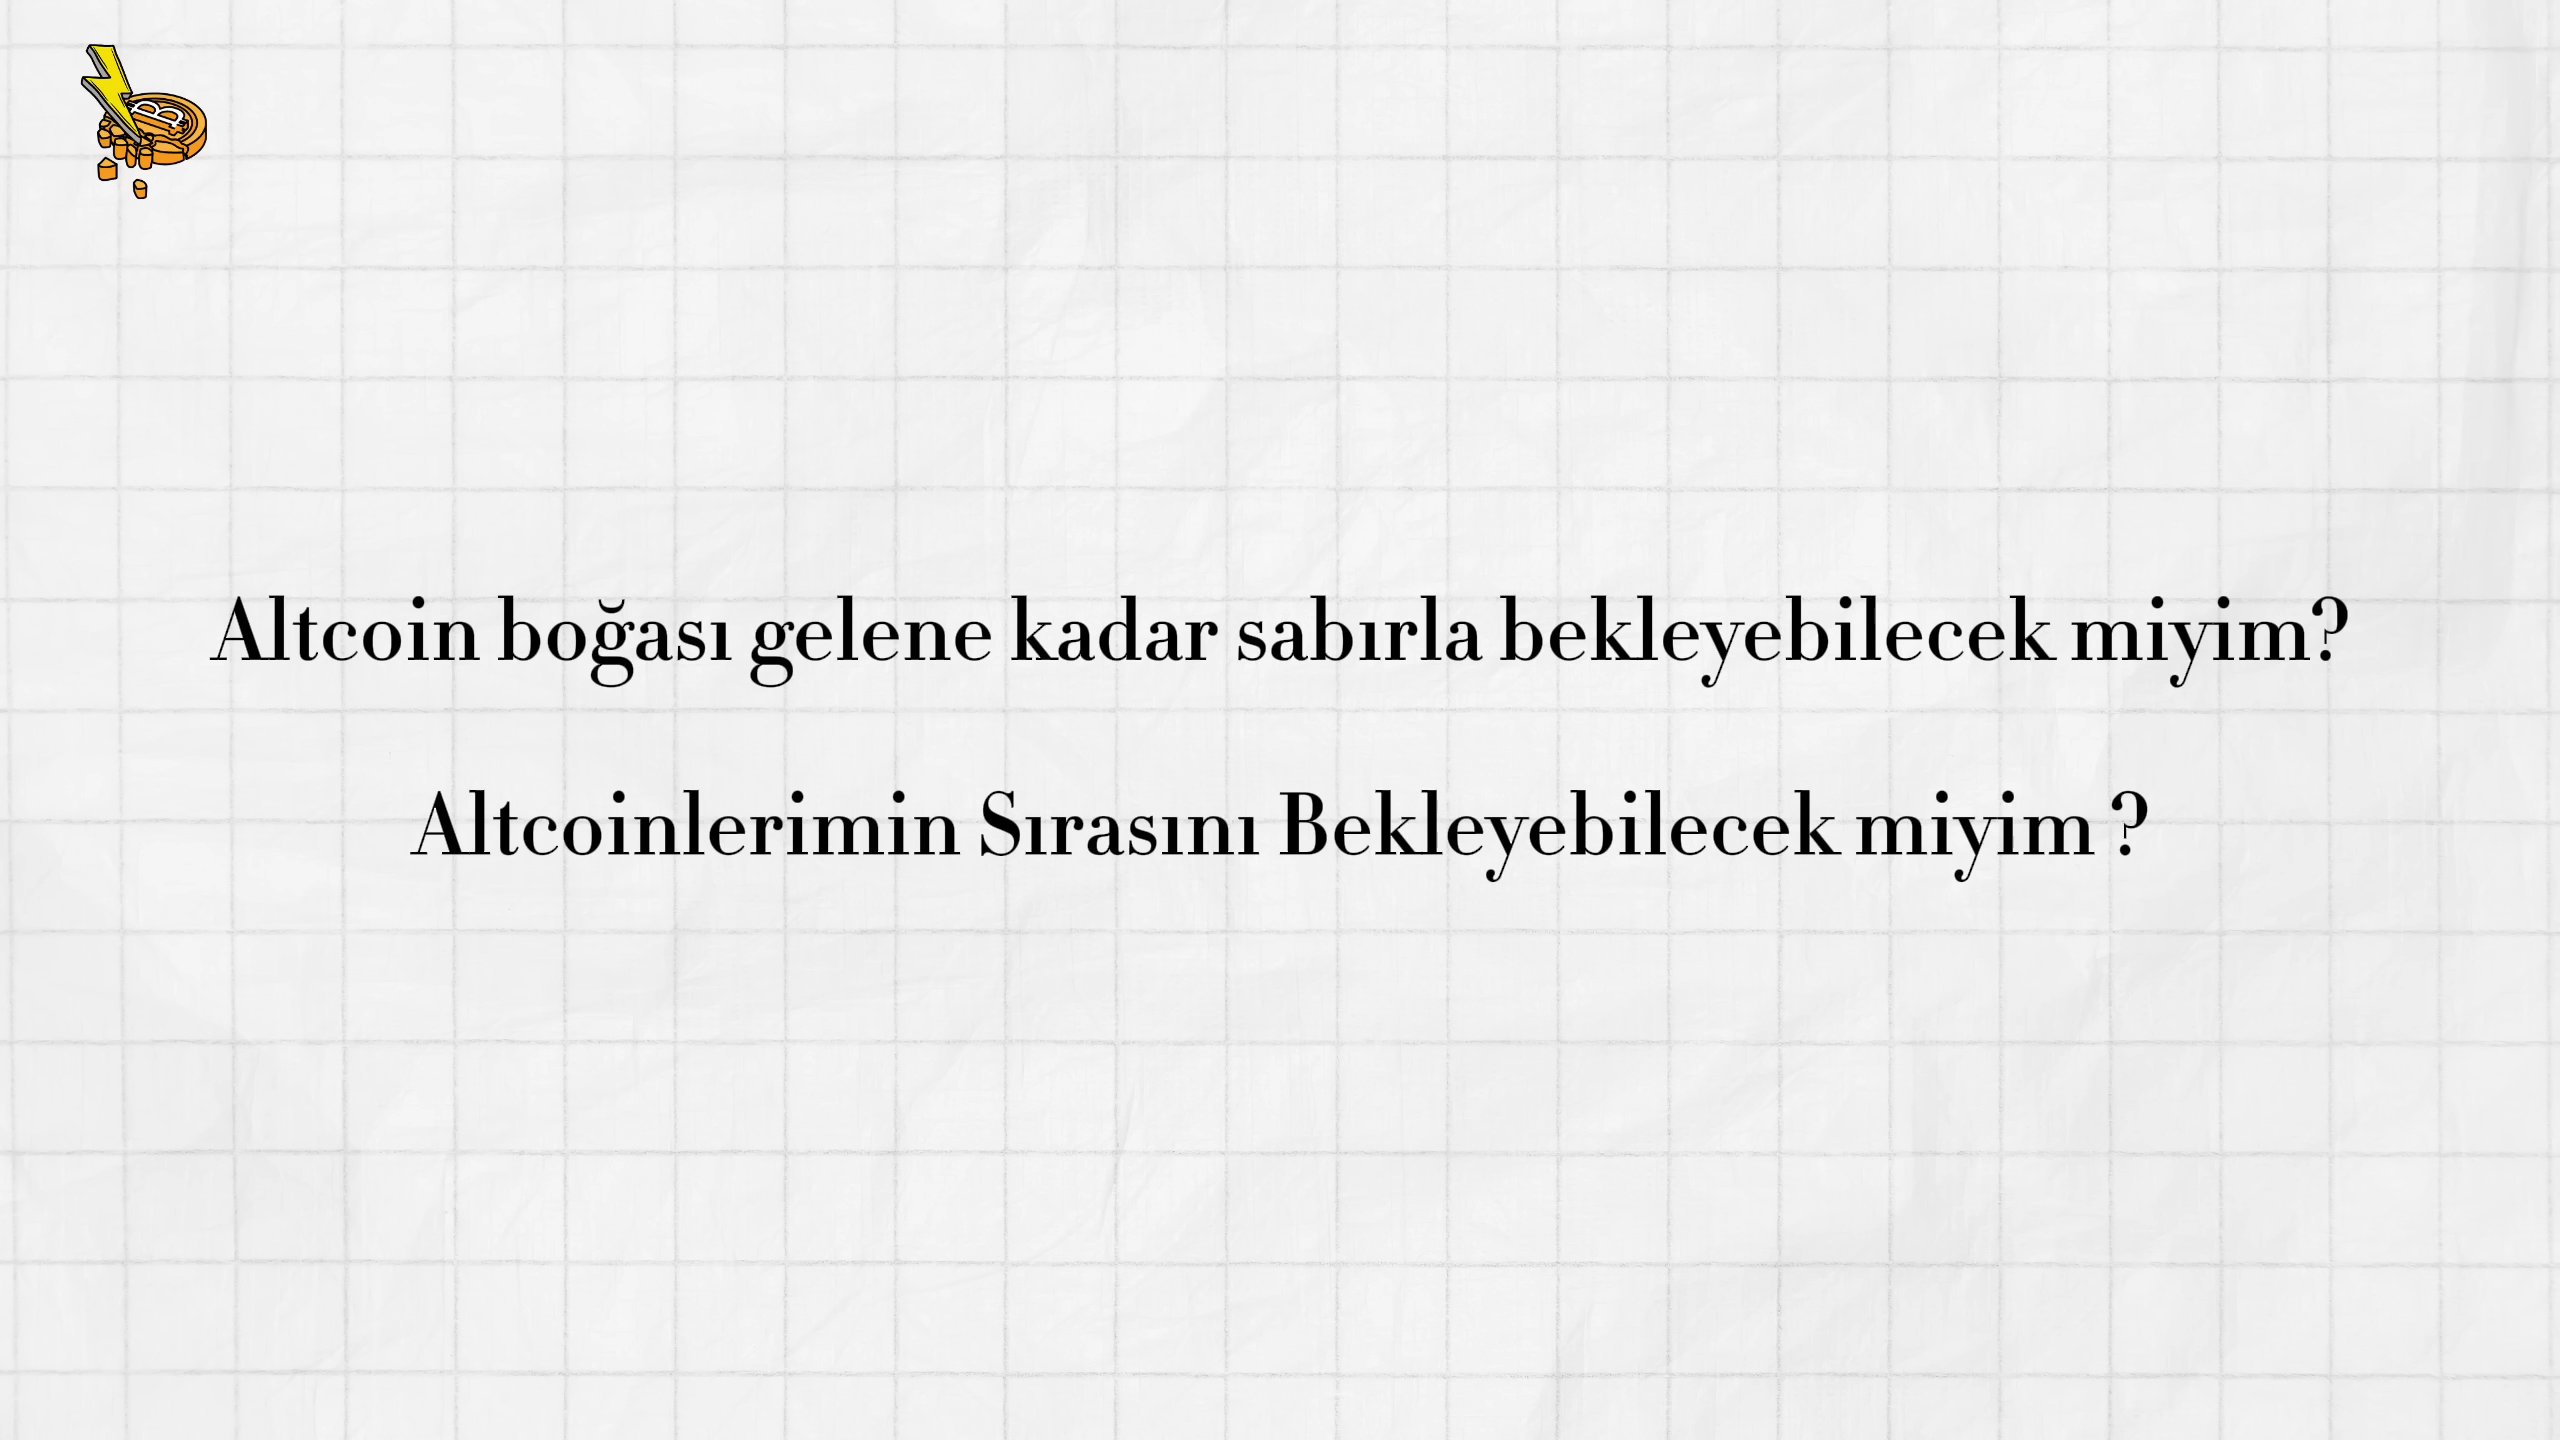 Altcoin boğası gelene kadar sabırla bekleyebilecek miyim?
Altcoinlerimin Sırasını Bekleyebilecek miyim ?